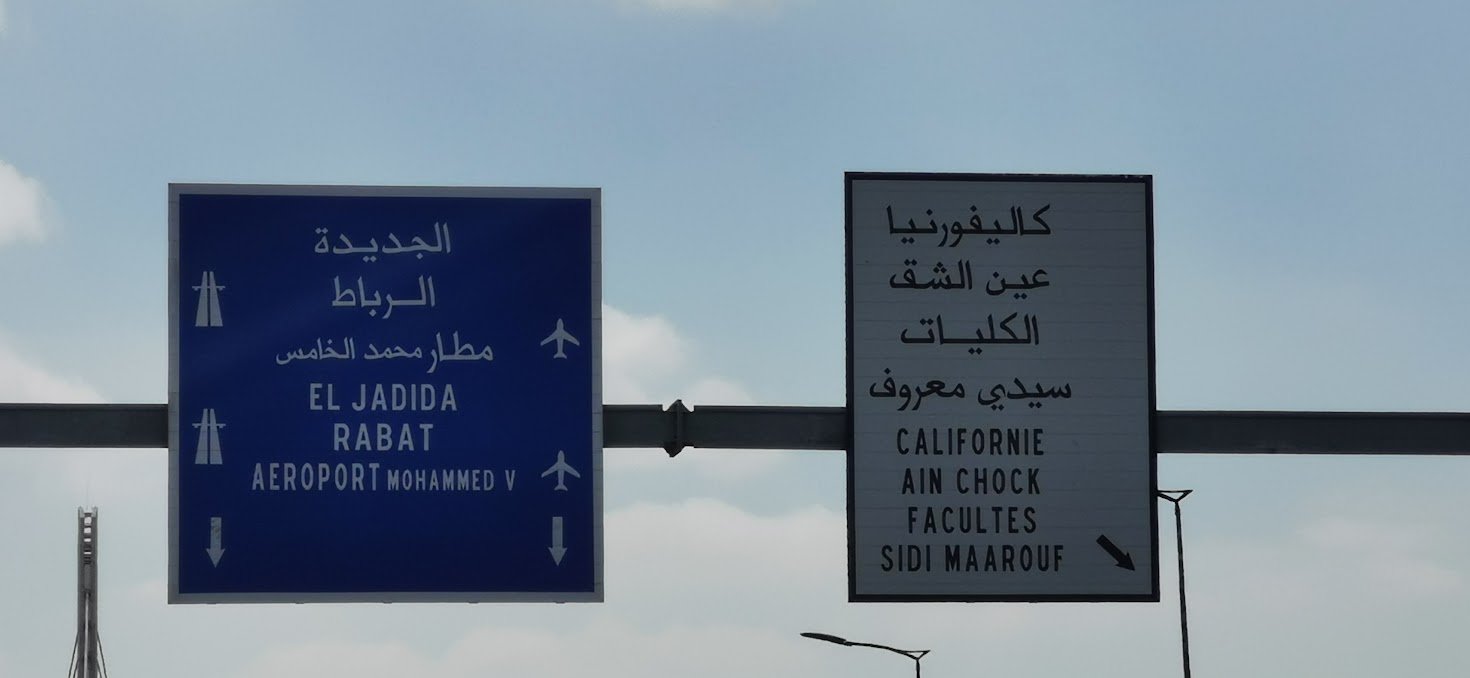 الجديدة
الرباط
مطار محمد الخامس
EL JADIDA
RABAT
AEROPORT MOHAMMED V
كاليفورنيا
عين الشق
الكليات
سيدي معروف
CALIFORNIE
AIN CHOCK
FACULTES
SIDI MAAROUF